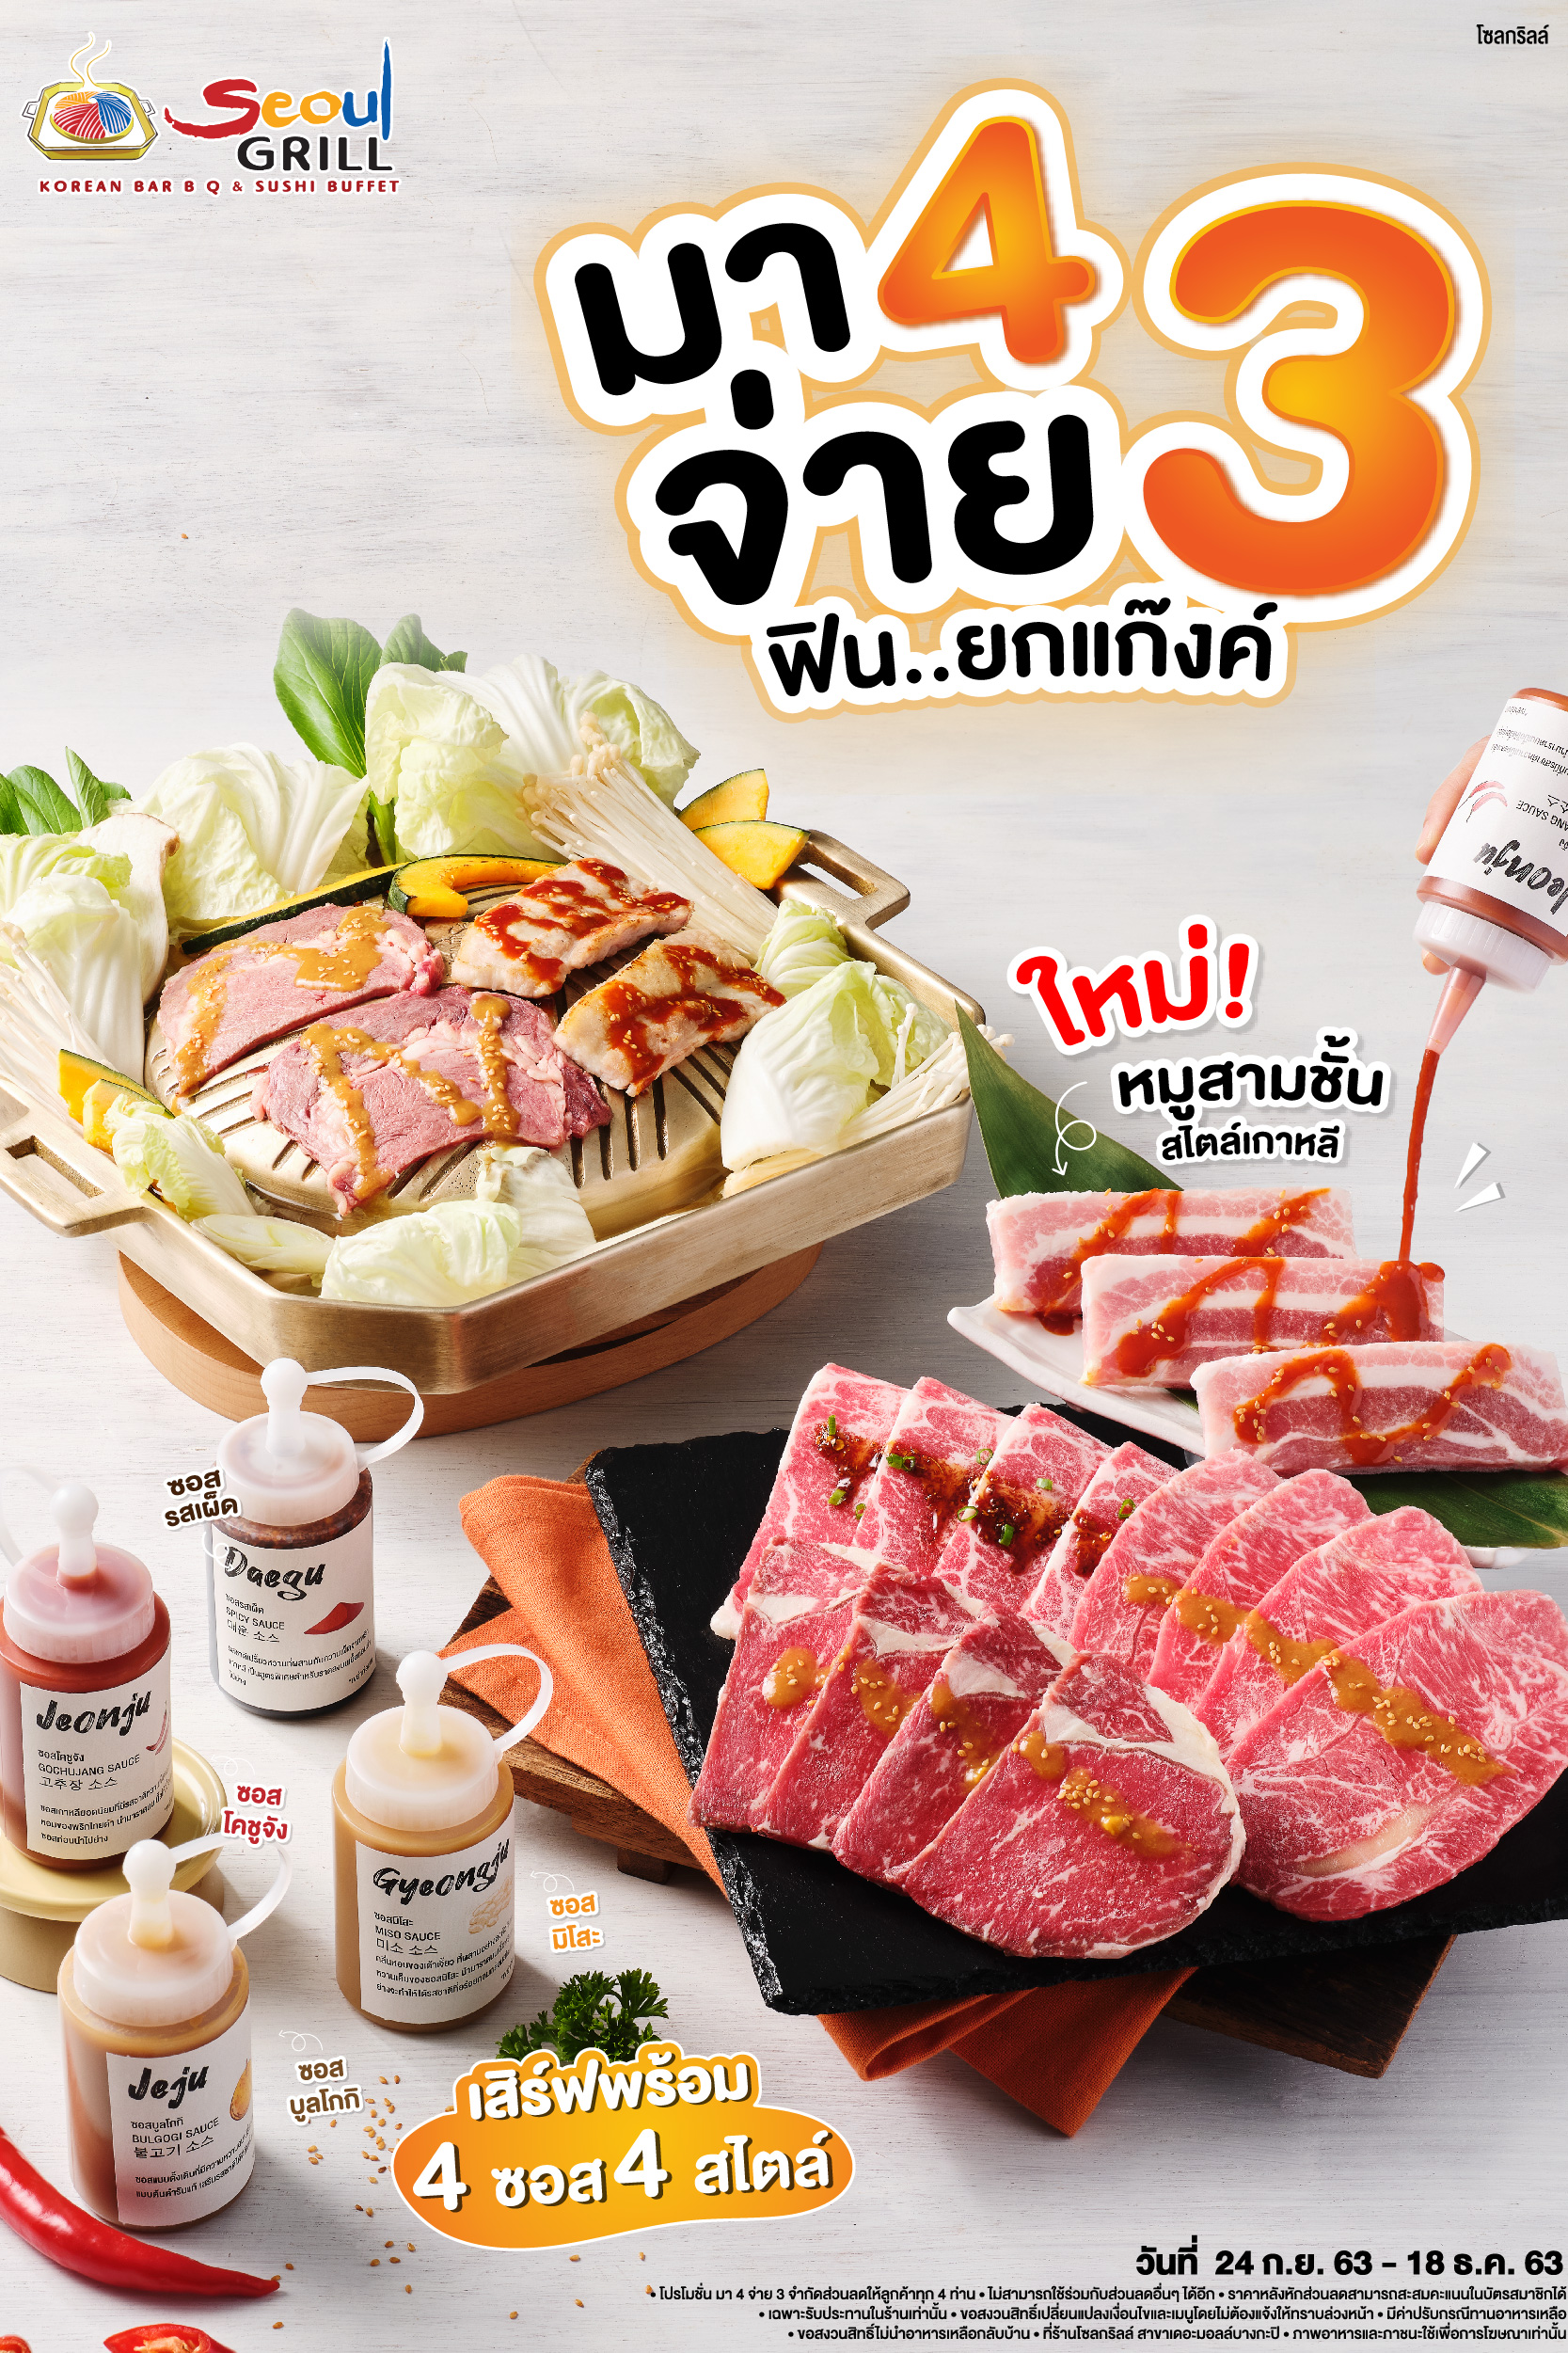 โซลกริลล์
Seoul
GRILL
KOREAN BAR B Q & SUSHI BUFFET
มา 4
จ่าย 3
ฟิน..ยกแก๊งค์
ใหม่!
หมูสามชั้น
สไตล์เกาหลี
ซอส
รสเผ็ด
Daegu
ซอสรสเผ็ด
SPICY SAUCE
매운 소스
Jeonju
ซอสโคชูจัง
GOCHUJANG SAUCE
고추장 소스
ซอส
โคชูจัง
Gyeongju
ซอสมิโสะ
MISO SAUCE
미소 소스
ซอส
มิโสะ
Jeju
ซอสบูลโกกิ
BULGOGI SAUCE
불고기 소스
ซอส
บูลโกกิ
เสิร์ฟพร้อม
4 ซอส 4 สไตล์
วันที่ 24 ก.ย. 63 - 18 ธ.ค. 63
• โปรโมชั่น มา 4 จ่าย 3 จำกัดส่วนลดให้ลูกค้าทุก 4 ท่าน • ไม่สามารถใช้ร่วมกับส่วนลดอื่นๆ ได้อีก • ราคาหลังหักส่วนลดสามารถสะสมคะแนนในบัตรสมาชิกได้
• เฉพาะรับประทานในร้านเท่านั้น • ขอสงวนสิทธิ์เปลี่ยนแปลงเงื่อนไขและเมนูโดยไม่ต้องแจ้งให้ทราบล่วงหน้า • มีค่าปรับกรณีทานอาหารเหลือ
• ขอสงวนสิทธิ์ไม่นำอาหารเหลือกลับบ้าน • ที่ร้านโซลกริลล์ สาขาเดอะมอลล์บางกะปิ • ภาพอาหารและภาชนะใช้เพื่อการโฆษณาเท่านั้น